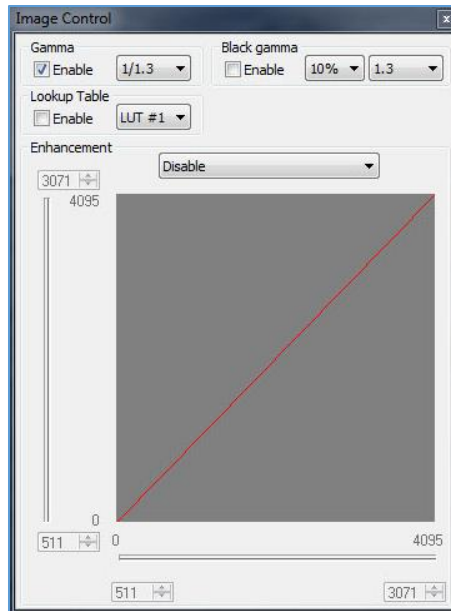 Image Control
x
Gamma
Enable 1/1.3
Black gamma
Enable 10% 1.3
Lookup Table
Enable LUT #1
Enhancement
Disable
3071
4095
0
511
0 4095
511 3071